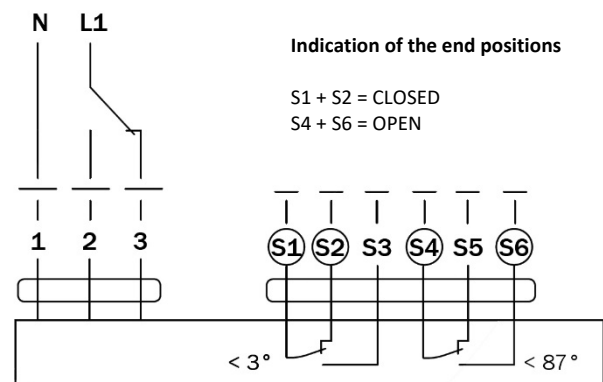 N L1
Indication of the end positions
S1 + S2 = CLOSED
S4 + S6 = OPEN
1 2 3 S1 S2 S3 S4 S5 S6
< 3° < 87°